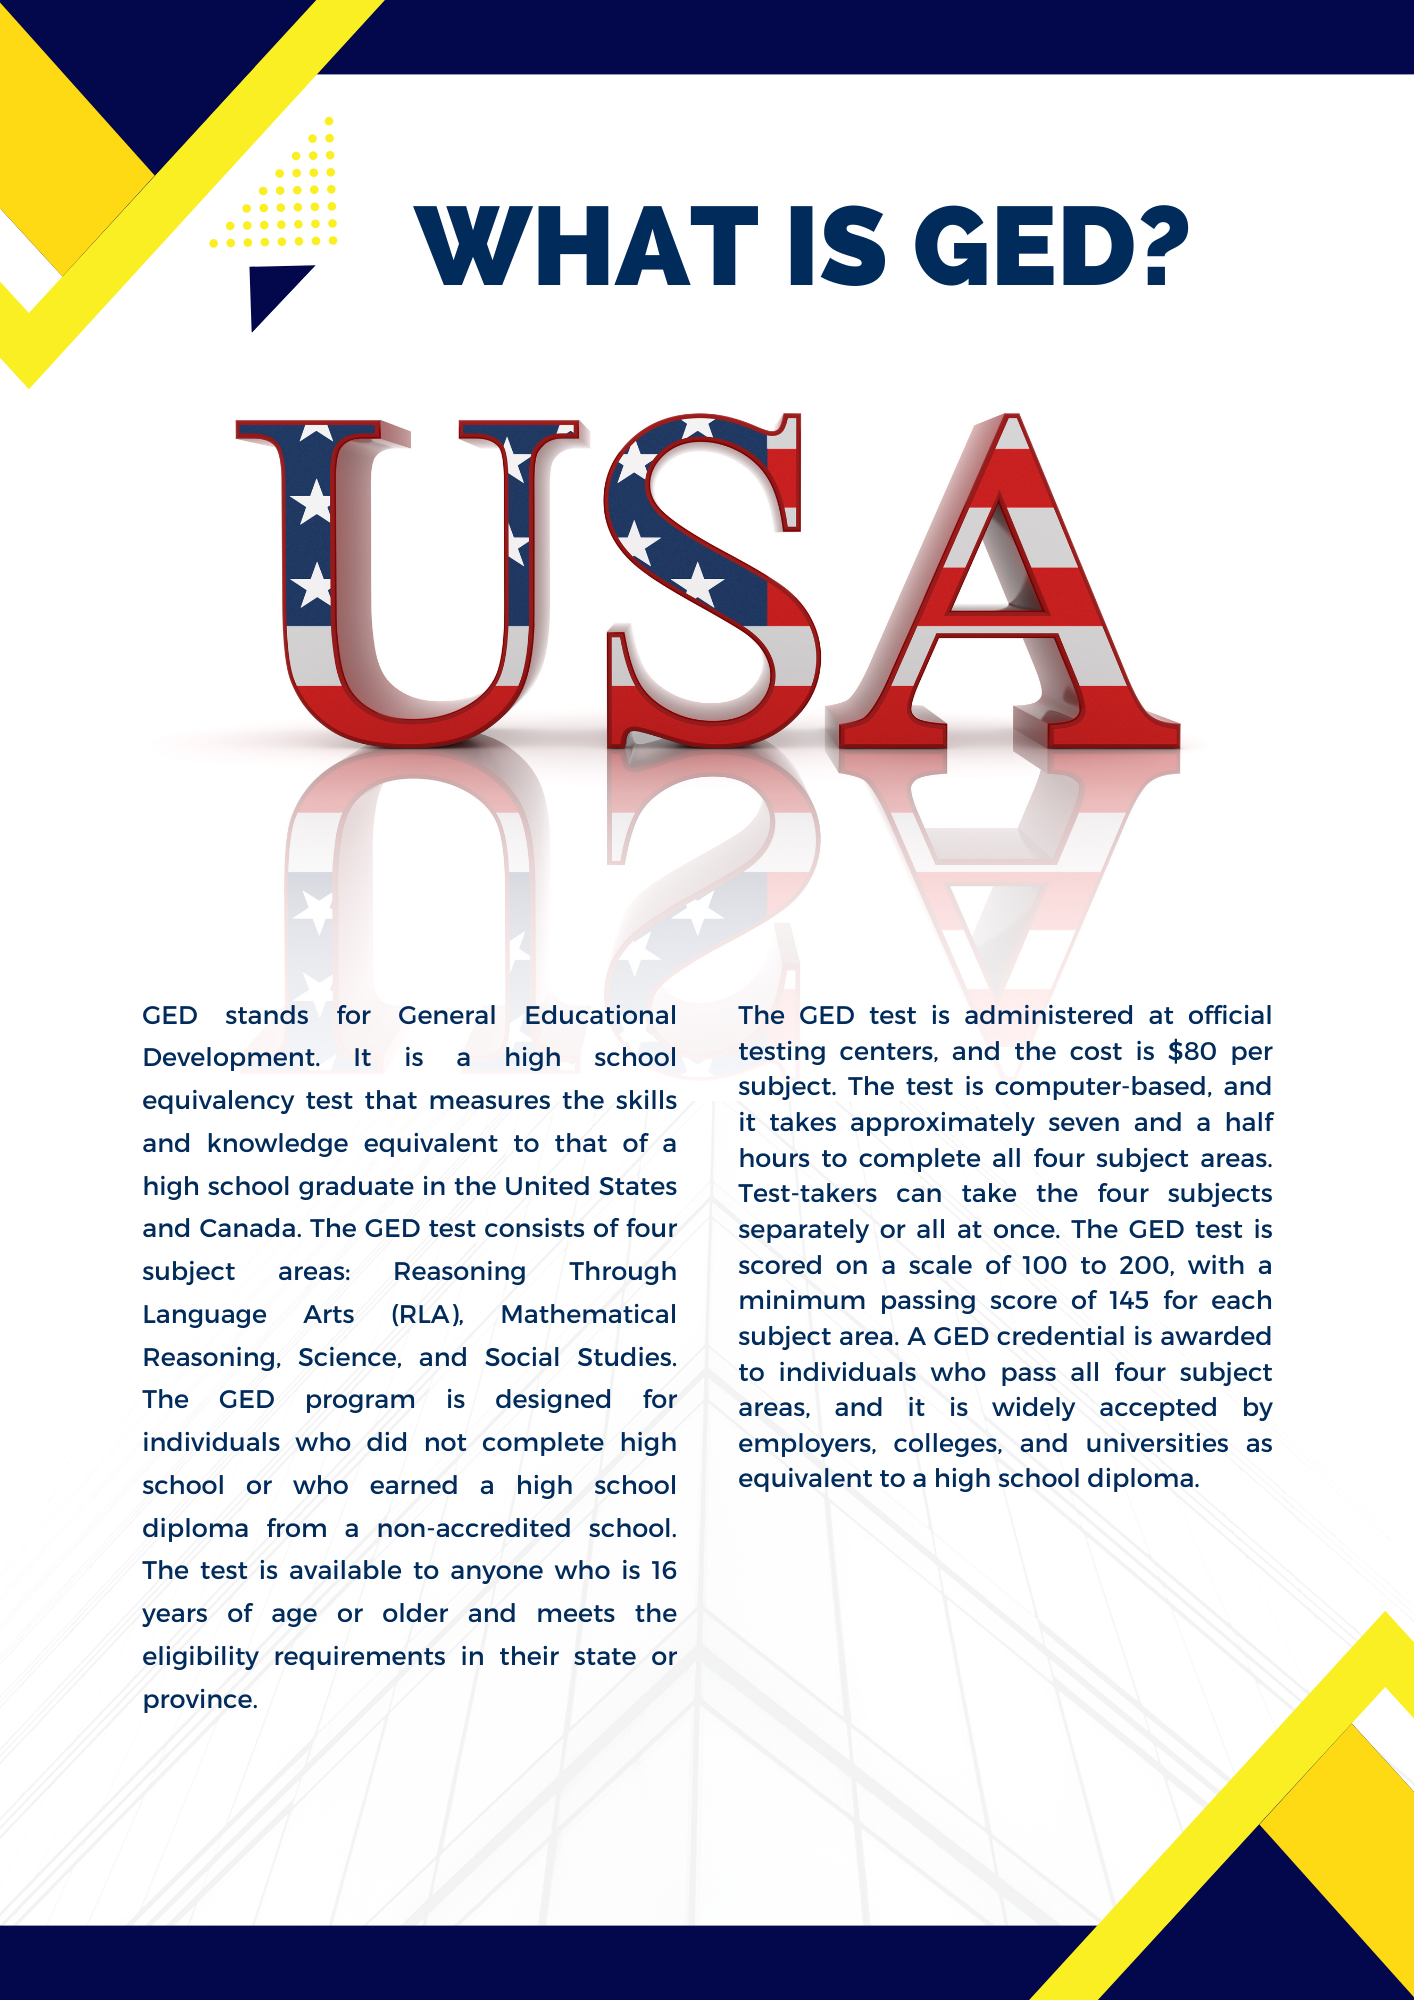 WHAT IS GED?
USA
GED stands for General Educational
Development. It is a high school
equivalency test that measures the skills
and knowledge equivalent to that of a
high school graduate in the United States
and Canada. The GED test consists of four
subject areas: Reasoning Through
Language Arts (RLA), Mathematical
Reasoning, Science, and Social Studies.
The GED program is designed for
individuals who did not complete high
school or who earned a high school
diploma from a non-accredited school.
The test is available to anyone who is 16
years of age or older and meets the
eligibility requirements in their state or
province.
The GED test is administered at official
testing centers, and the cost is $80 per
subject. The test is computer-based, and
it takes approximately seven and a half
hours to complete all four subject areas.
Test-takers can take the four subjects
separately or all at once. The GED test is
scored on a scale of 100 to 200, with a
minimum passing score of 145 for each
subject area. A GED credential is awarded
to individuals who pass all four subject
areas, and it is widely accepted by
employers, colleges, and universities as
equivalent to a high school diploma.